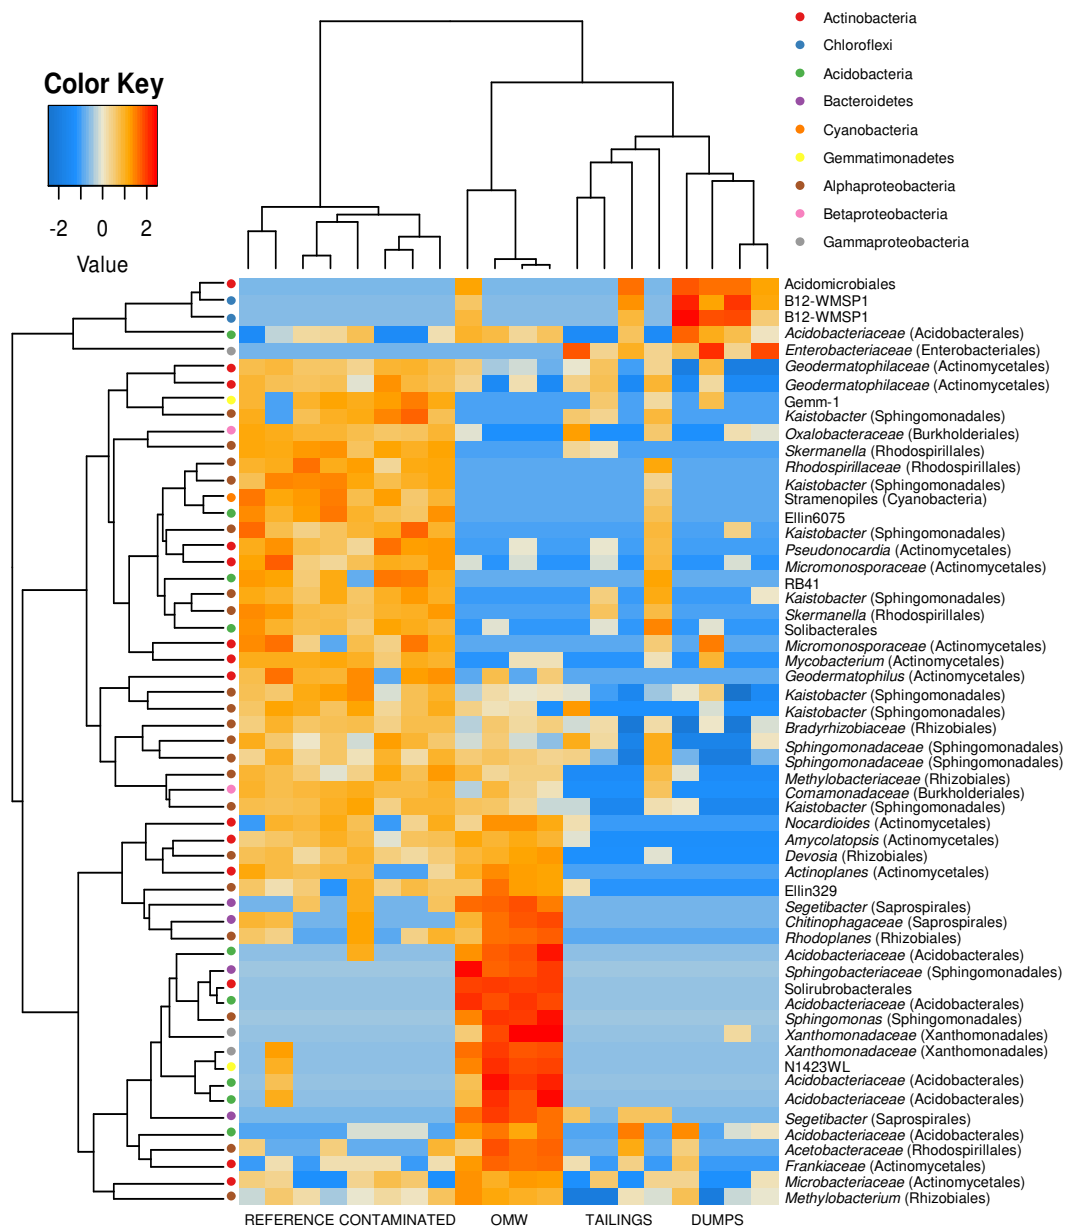 Actinobacteria
Chloroflexi
Acidobacteria
Bacteroidetes
Cyanobacteria
Gemmatimonadetes
Alphaproteobacteria
Betaproteobacteria
Gammaproteobacteria
Color Key
-2 0 2
Value
Acidomicrobiales
B12-WMSP1
B12-WMSP1
Acidobacteriaceae (Acidobacterales)
Enterobacteriaceae (Enterobacteriales)
Geodermatophilaceae (Actinomycetales)
Geodermatophilaceae (Actinomycetales)
Gemm-1
Kaistobacter (Sphingomonadales)
Oxalobacteraceae (Burkholderiales)
Skermanella (Rhodospirillales)
Rhodospirillaceae (Rhodospirillales)
Kaistobacter (Sphingomonadales)
Stramenopiles (Cyanobacteria)
Ellin6075
Kaistobacter (Sphingomonadales)
Pseudonocardia (Actinomycetales)
Micromonosporaceae (Actinomycetales)
RB41
Kaistobacter (Sphingomonadales)
Skermanella (Rhodospirillales)
Solibacterales
Micromonosporaceae (Actinomycetales)
Mycobacterium (Actinomycetales)
Geodermatophilus (Actinomycetales)
Kaistobacter (Sphingomonadales)
Kaistobacter (Sphingomonadales)
Bradyrhizobiaceae (Rhizobiales)
Sphingomonadaceae (Sphingomonadales)
Sphingomonadaceae (Sphingomonadales)
Methylobacteriaceae (Rhizobiales)
Comamonadaceae (Burkholderiales)
Kaistobacter (Sphingomonadales)
Nocardioides (Actinomycetales)
Amycolatopsis (Actinomycetales)
Devosia (Rhizobiales)
Actinoplanes (Actinomycetales)
Ellin329
Segetibacter (Saprospirales)
Chitinophagaceae (Saprospirales)
Rhodoplanes (Rhizobiales)
Acidobacteriaceae (Acidobacterales)
Sphingobacteriaceae (Sphingomonadales)
Solirubrobacterales
Acidobacteriaceae (Acidobacterales)
Sphingomonas (Sphingomonadales)
Xanthomonadaceae (Xanthomonadales)
Xanthomonadaceae (Xanthomonadales)
N1423WL
Acidobacteriaceae (Acidobacterales)
Acidobacteriaceae (Acidobacterales)
Segetibacter (Saprospirales)
Acidobacteriaceae (Acidobacterales)
Acetobacteraceae (Rhodospirillales)
Frankiaceae (Actinomycetales)
Microbacteriaceae (Actinomycetales)
Methylobacterium (Rhizobiales)
REFERENCE CONTAMINATED OMW TAILINGS DUMPS